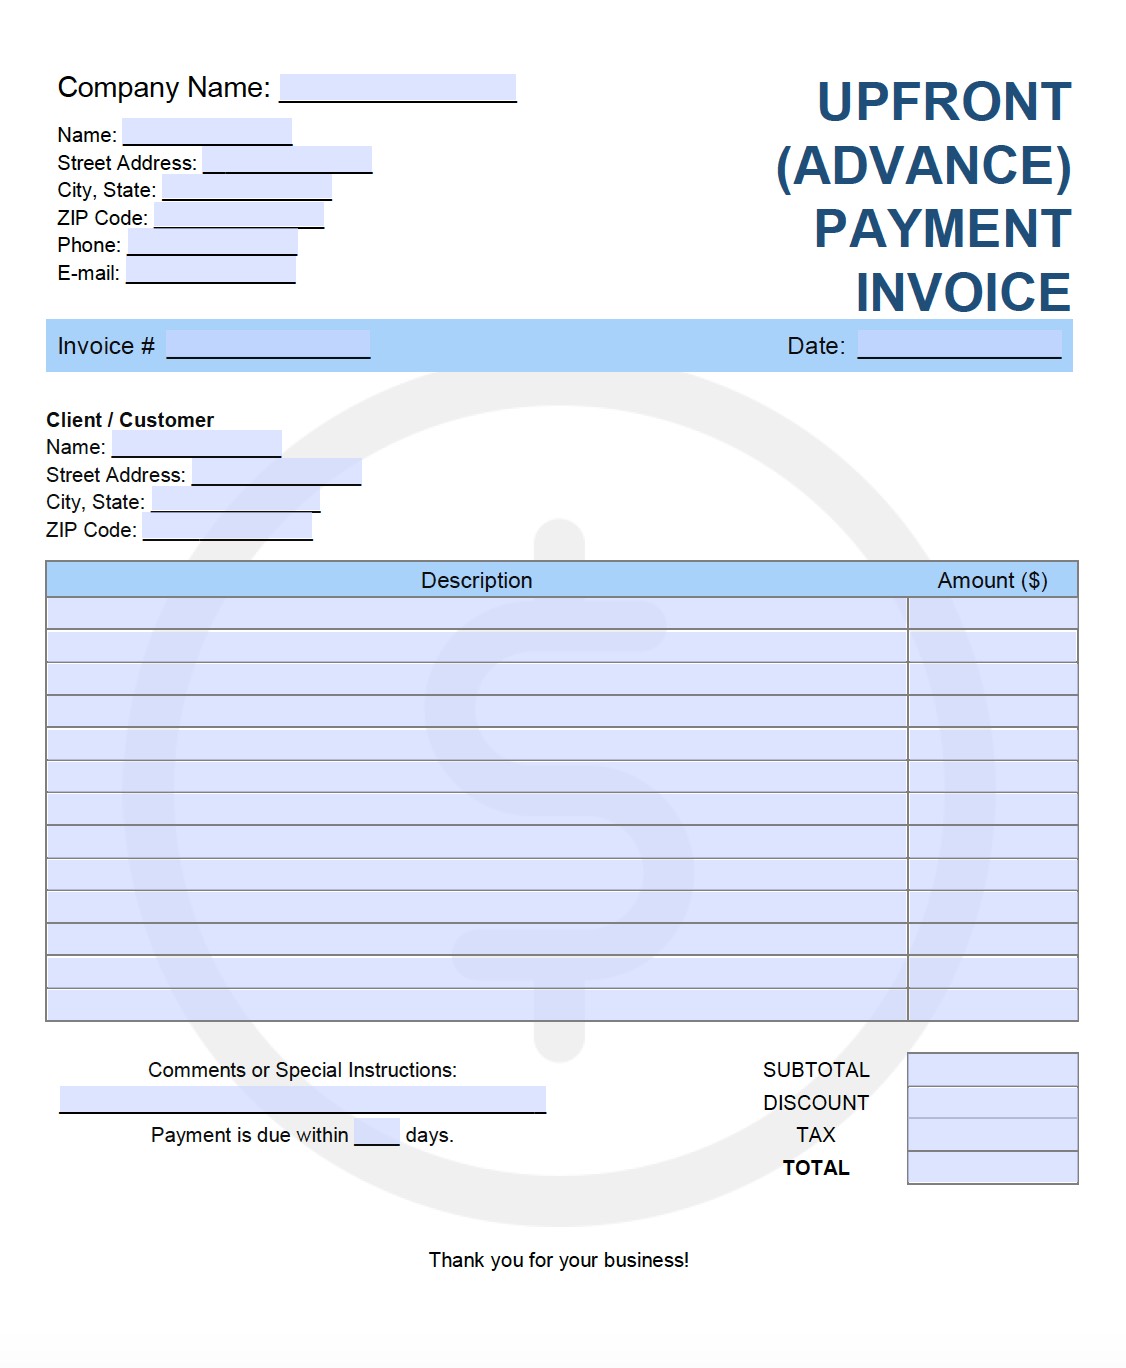 Company Name:
UPFRONT
(ADVANCE)
PAYMENT
INVOICE
Name:
Street Address:
City, State:
ZIP Code:
Phone:
E-mail:
Invoice # Date:
Client / Customer
Name:
Street Address:
City, State:
ZIP Code:
Description Amount ($)
Comments or Special Instructions:
Payment is due within days.
SUBTOTAL
DISCOUNT
TAX
TOTAL
Thank you for your business!